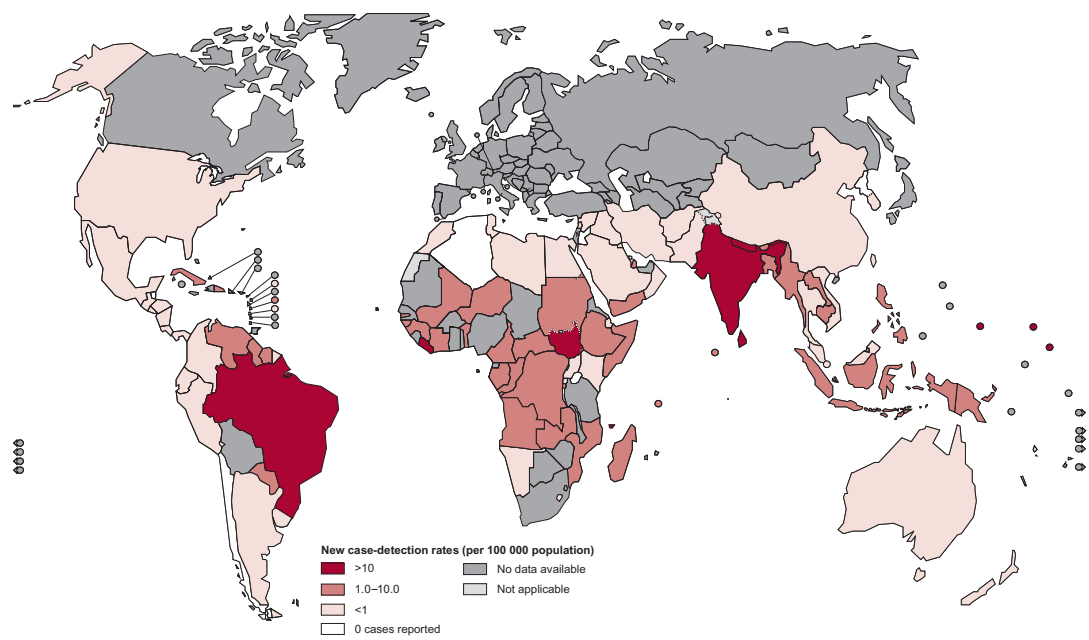 New case-detection rates (per 100 000 population)
>10
1.0–10.0
<1
0 cases reported
No data available
Not applicable